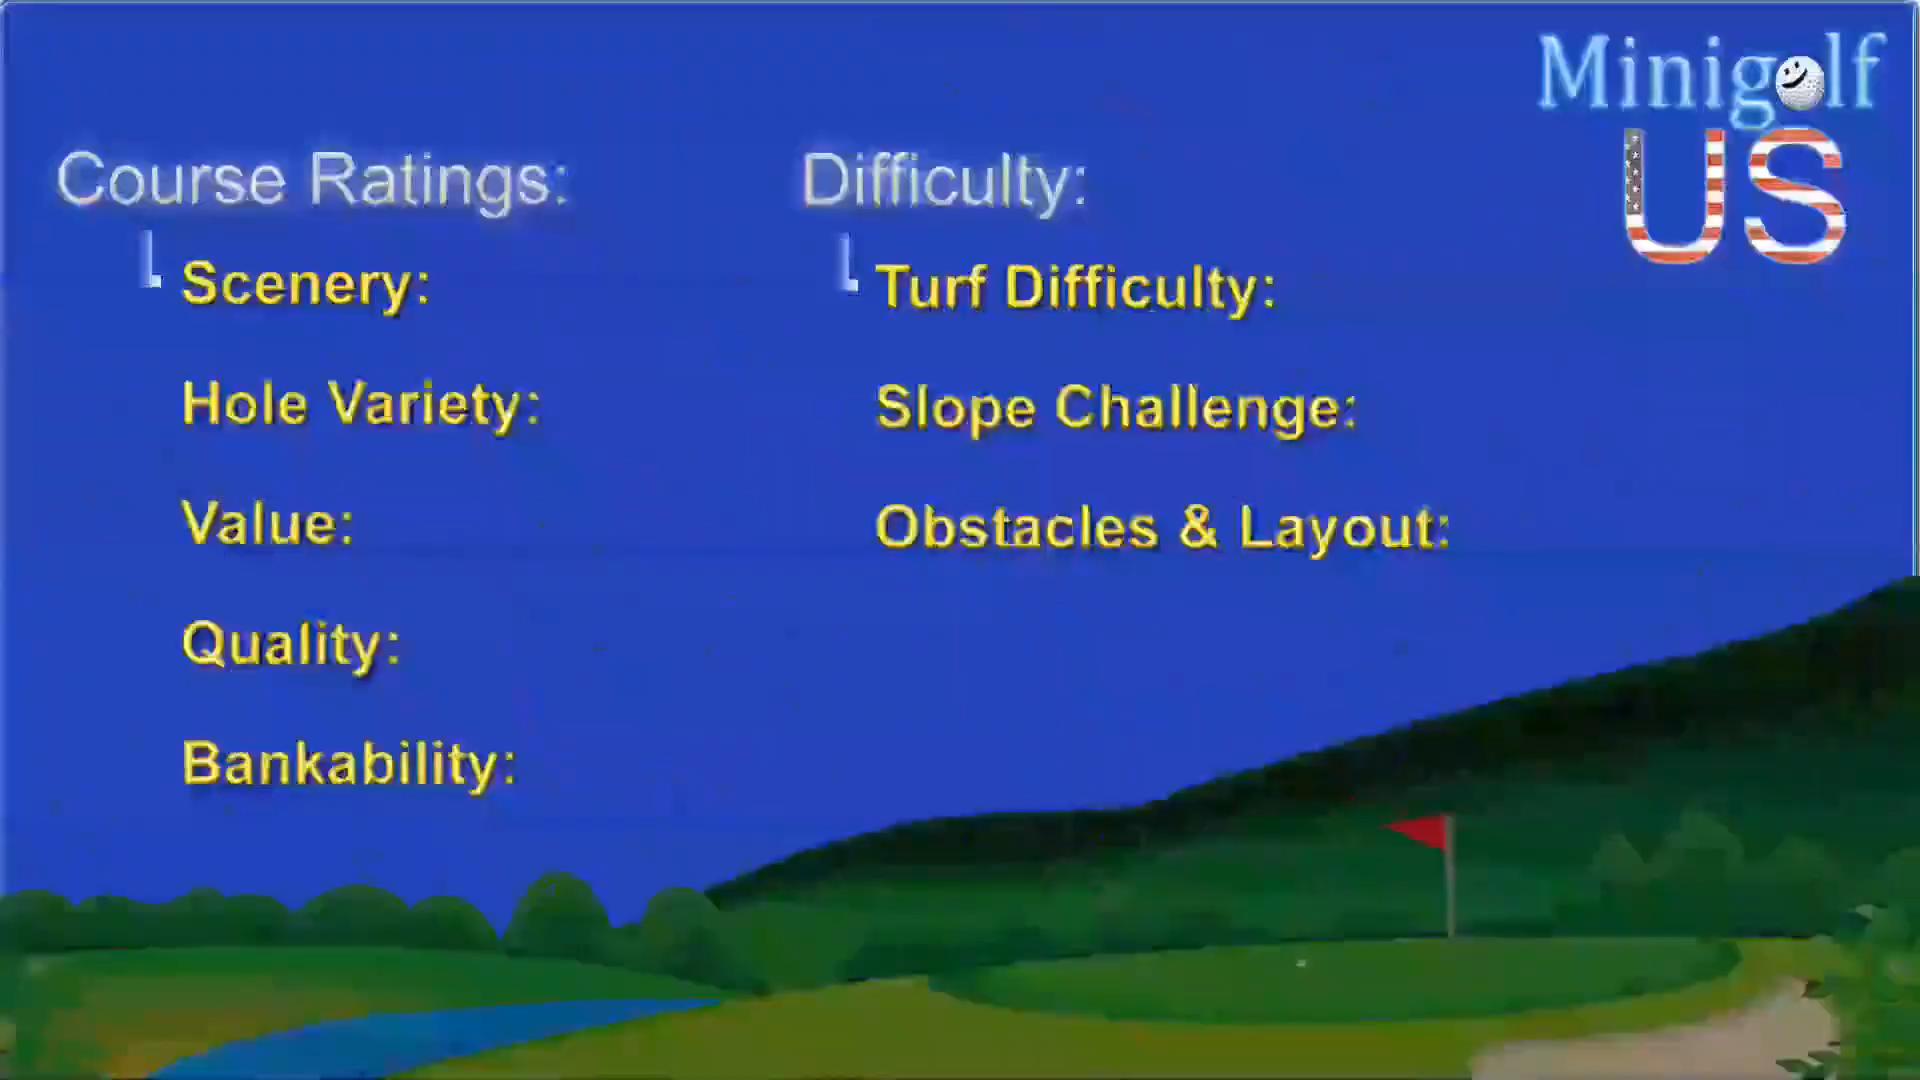 Minigolf
US
Course Ratings:
Scenery:
Hole Variety:
Value:
Quality:
Bankability:
Difficulty:
Turf Difficulty:
Slope Challenge:
Obstacles & Layout: